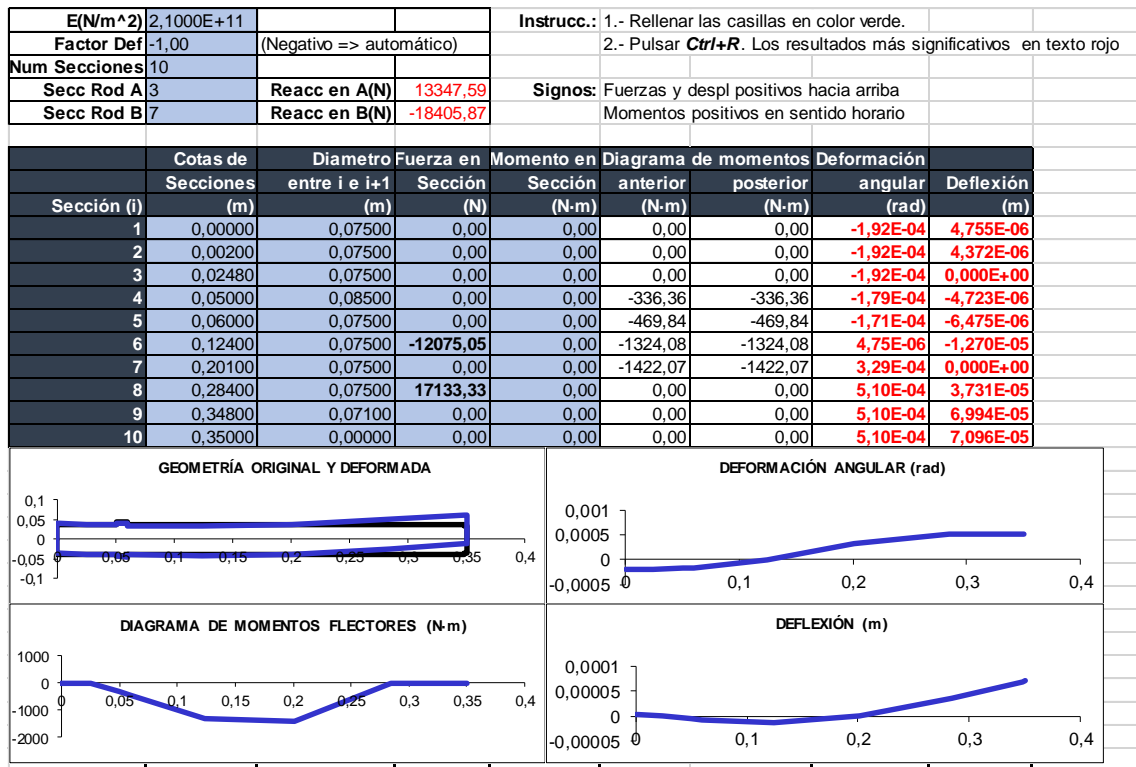 E(N/m^2) 2,1000E+11 Instrucc.: 1.- Rellenar las casillas en color verde.
Factor Def -1,00 (Negativo => automático) 2.- Pulsar Ctrl+R. Los resultados más significativos en texto rojo
Num Secciones 10
Secc Rod A 3 Reacc en A(N) 13347,59 Signos: Fuerzas y despl positivos hacia arriba
Secc Rod B 7 Reacc en B(N) -18405,87 Momentos positivos en sentido horario
Cotas de Diametro Fuerza en Momento en Diagrama de momentos Deformación
Secciones entre i e i+1 Sección Sección anterior posterior angular Deflexión
Sección (i) (m) (m) (N) (N·m) (N·m) (N·m) (rad) (m)
1 0,00000 0,07500 0,00 0,00 0,00 0,00 -1,92E-04 4,755E-06
2 0,00200 0,07500 0,00 0,00 0,00 0,00 -1,92E-04 4,372E-06
3 0,02480 0,07500 0,00 0,00 0,00 0,00 -1,92E-04 0,000E+00
4 0,05000 0,08500 0,00 0,00 -336,36 -336,36 -1,79E-04 -4,723E-06
5 0,06000 0,07500 0,00 0,00 -469,84 -469,84 -1,71E-04 -6,475E-06
6 0,12400 0,07500 -12075,05 0,00 -1324,08 -1324,08 4,75E-06 -1,270E-05
7 0,20100 0,07500 0,00 0,00 -1422,07 -1422,07 3,29E-04 0,000E+00
8 0,28400 0,07500 17133,33 0,00 0,00 0,00 5,10E-04 3,731E-05
9 0,34800 0,07100 0,00 0,00 0,00 0,00 5,10E-04 6,994E-05
10 0,35000 0,00000 0,00 0,00 0,00 0,00 5,10E-04 7,096E-05
GEOMETRÍA ORIGINAL Y DEFORMADA
0,1
0,05
0
-0,05
-0,1
0 0,05 0,1 0,15 0,2 0,25 0,3 0,35 0,4
DEFORMACIÓN ANGULAR (rad)
0,001
0,0005
0
-0,0005
0 0,1 0,2 0,3 0,4
DIAGRAMA DE MOMENTOS FLECTORES (N·m)
1000
0
-1000
-2000
0 0,05 0,1 0,15 0,2 0,25 0,3 0,35 0,4
DEFLEXIÓN (m)
0,0001
0,00005
0
-0,00005
0 0,1 0,2 0,3 0,4